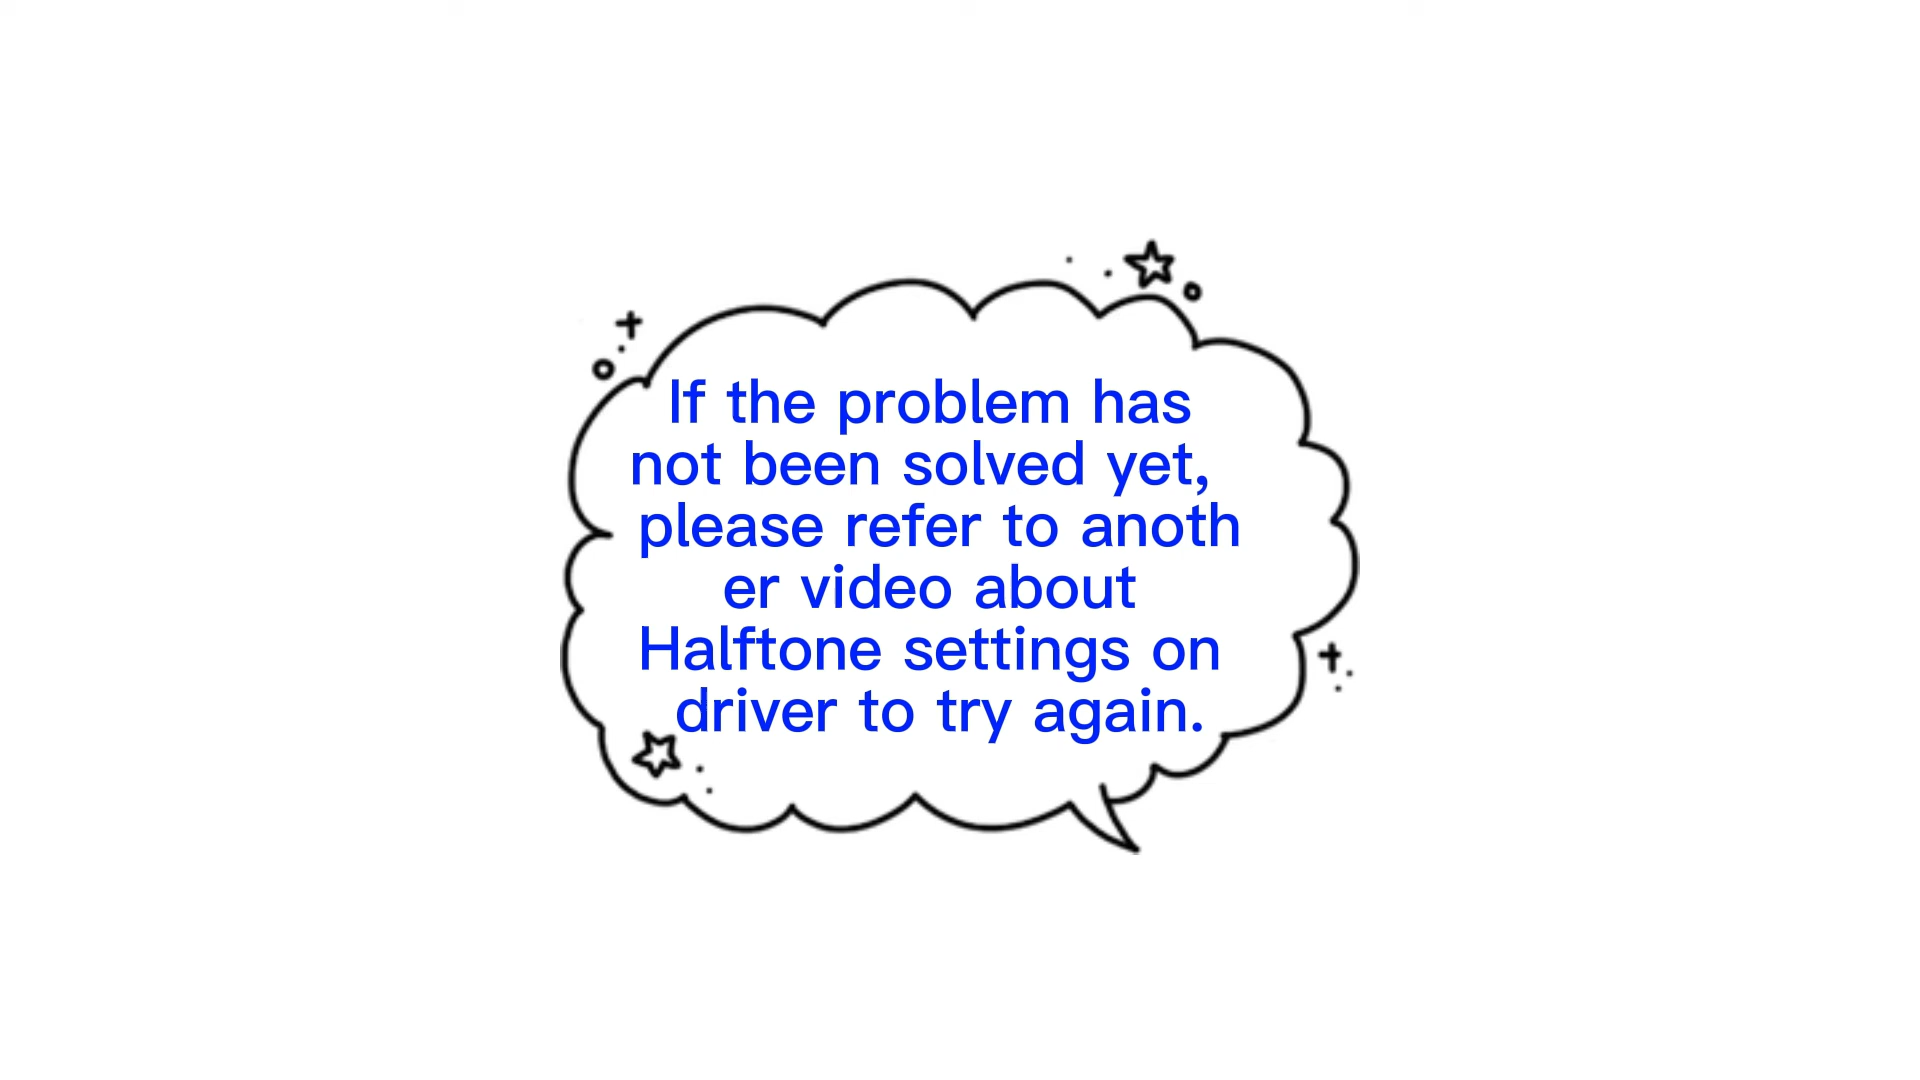 If the problem has
not been solved yet,
please refer to anoth
er video about
Halftone settings on
driver to try again.